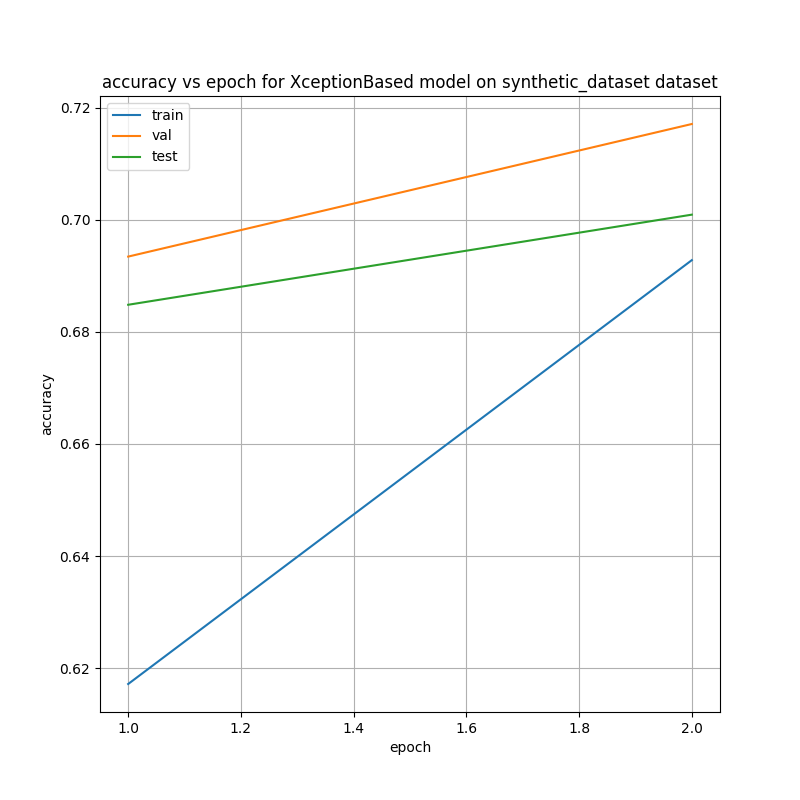 accuracy vs epoch for XceptionBased model on synthetic_dataset dataset
train
val
test
0.72
0.70
0.68
0.66
0.64
0.62
accuracy
1.0 1.2 1.4 1.6 1.8 2.0
epoch